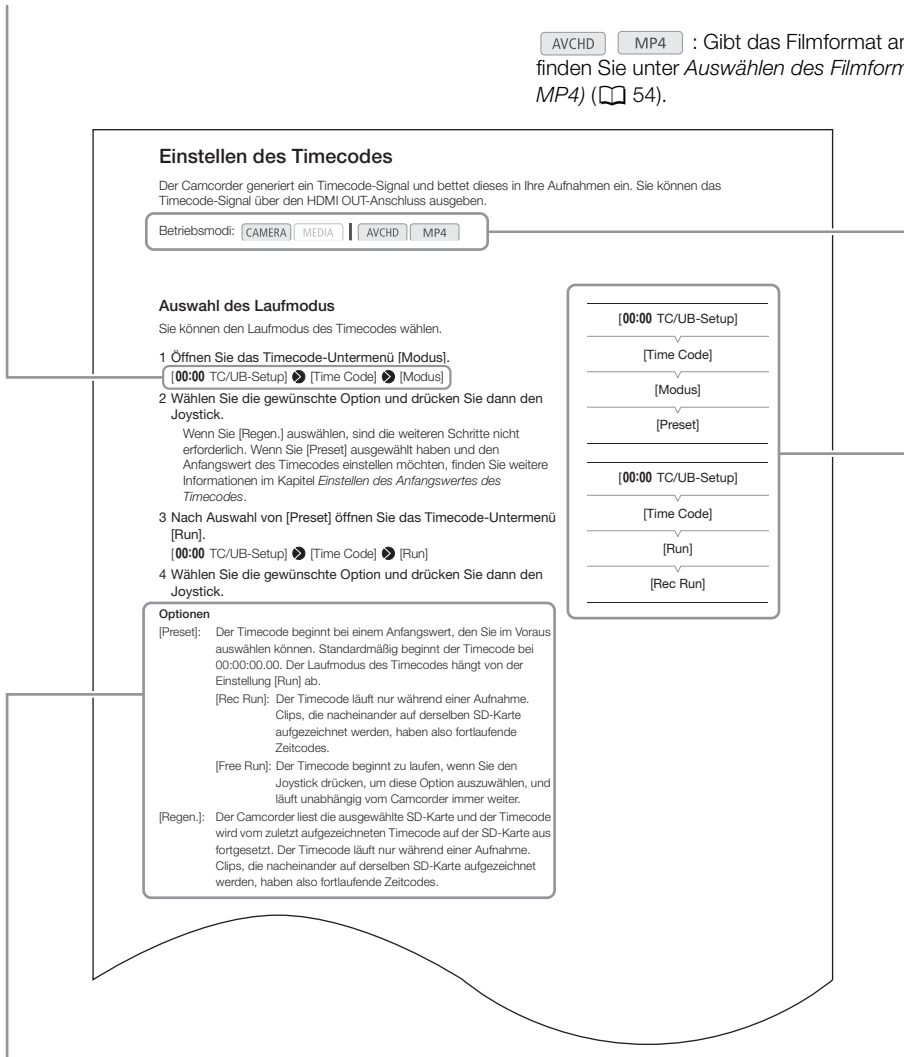 AVCHD MP4 : Gibt das Filmformat an
finden Sie unter Auswählen des Filmform
MP4) ( 54).
Einstellen des Timecodes
Der Camcorder generiert ein Timecode-Signal und bettet dieses in Ihre Aufnahmen ein. Sie können das
Timecode-Signal über den HDMI OUT-Anschluss ausgeben.
Betriebsmodi: CAMERA MEDIA AVCHD MP4
Auswahl des Laufmodus
Sie können den Laufmodus des Timecodes wählen.
1 Öffnen Sie das Timecode-Untermenü [Modus].
[00:00 TC/UB-Setup] [Time Code] [Modus]
2 Wählen Sie die gewünschte Option und drücken Sie dann den
Joystick.
Wenn Sie [Regen.] auswählen, sind die weiteren Schritte nicht
erforderlich. Wenn Sie [Preset] ausgewählt haben und den
Anfangswert des Timecodes einstellen möchten, finden Sie weitere
Informationen im Kapitel Einstellen des Anfangswertes des
Timecodes.
3 Nach Auswahl von [Preset] öffnen Sie das Timecode-Untermenü
[Run].
[00:00 TC/UB-Setup] [Time Code] [Run]
4 Wählen Sie die gewünschte Option und drücken Sie dann den
Joystick.
Optionen
[Preset]: Der Timecode beginnt bei einem Anfangswert, den Sie im Voraus
auswählen können. Standardmäßig beginnt der Timecode bei
00:00:00.00. Der Laufmodus des Timecodes hängt von der
Einstellung [Run] ab.
[Rec Run]: Der Timecode läuft nur während einer Aufnahme.
Clips, die nacheinander auf derselben SD-Karte
aufgezeichnet werden, haben also fortlaufende
Zeitcodes.
[Free Run]: Der Timecode beginnt zu laufen, wenn Sie den
Joystick drücken, um diese Option auszuwählen, und
läuft unabhängig vom Camcorder immer weiter.
[Regen.]: Der Camcorder liest die ausgewählte SD-Karte und der Timecode
wird vom zuletzt aufgezeichneten Timecode auf der SD-Karte aus
fortgesetzt. Der Timecode läuft nur während einer Aufnahme.
Clips, die nacheinander auf derselben SD-Karte aufgezeichnet
werden, haben also fortlaufende Zeitcodes.
[00:00 TC/UB-Setup]
[Time Code]
[Modus]
[Preset]
[00:00 TC/UB-Setup]
[Time Code]
[Run]
[Rec Run]